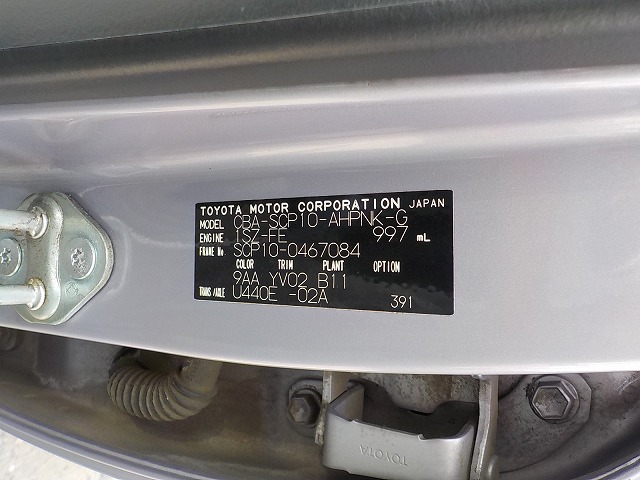 TOYOTA MOTOR CORPORATION JAPAN
MODEL CBA-SCP10-AHPNK-G
ENGINE 1SZ-FE 997 mL
FRAME No. SCP10-0467084
COLOR TRIM PLANT OPTION
9AA YV02 B11
TRANS/AXLE U440E -02A 391
TOYOTA